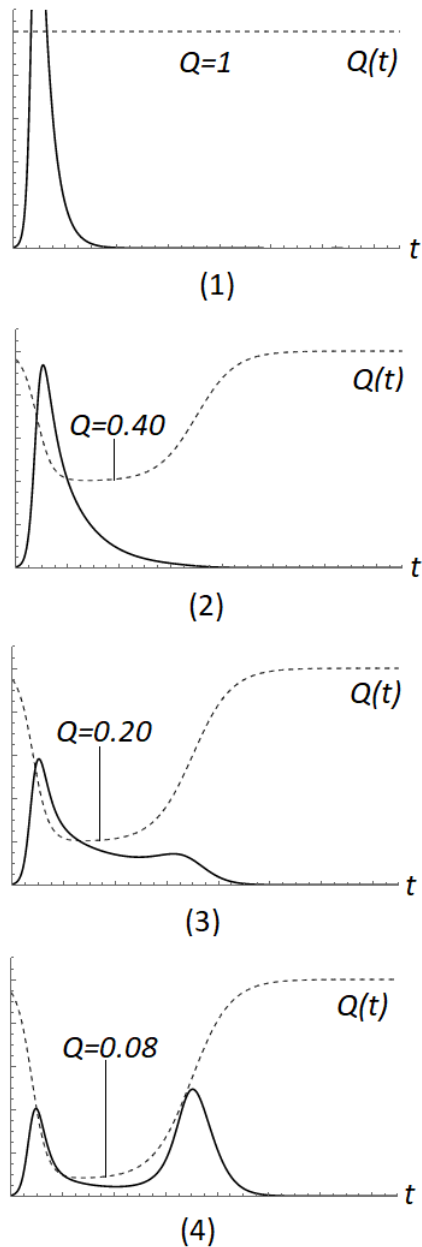 Q=1 Q(t)
t
(1)
Q(t)
Q=0.40
t
(2)
Q(t)
Q=0.20
t
(3)
Q(t)
Q=0.08
t
(4)